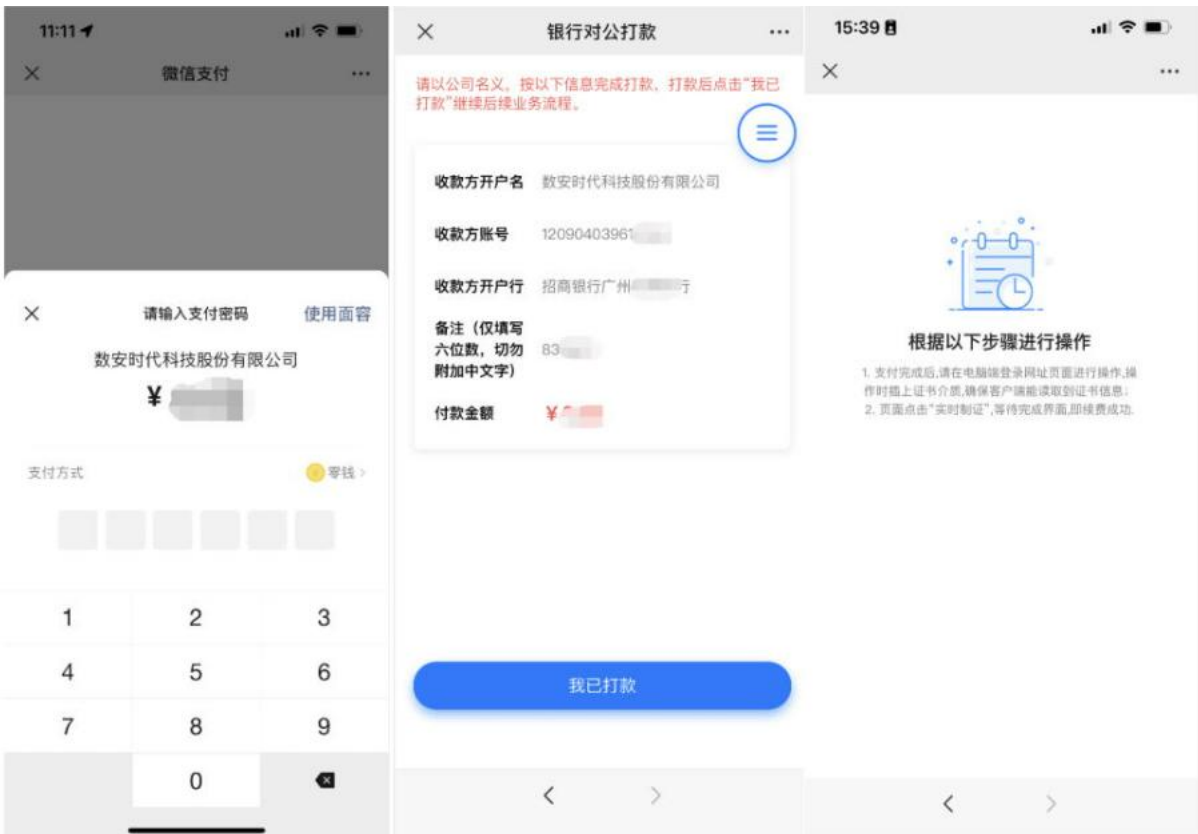 11:11
微信支付
请输入支付密码
使用面容
数安时代科技股份有限公司
¥
支付方式
零钱
1 2 3
4 5 6
7 8 9
0
银行对公打款
请以公司名义，按以下信息完成打款、打款后点击“我已
打款”继续后续业务流程。
收款方开户名 数安时代科技股份有限公司
收款方账号 12090403961
收款方开户行 招商银行广州 行
备注（仅填写
六位数，切勿
附加中文字） 83
付款金额 ¥
我已打款
15:39
根据以下步骤进行操作
1. 支付完成后,请在电脑端登录网址页面进行操作,操
作时插上证书介质,确保客户端能读取到证书信息;
2. 页面点击“实时制证”,等待完成界面,即续费成功.